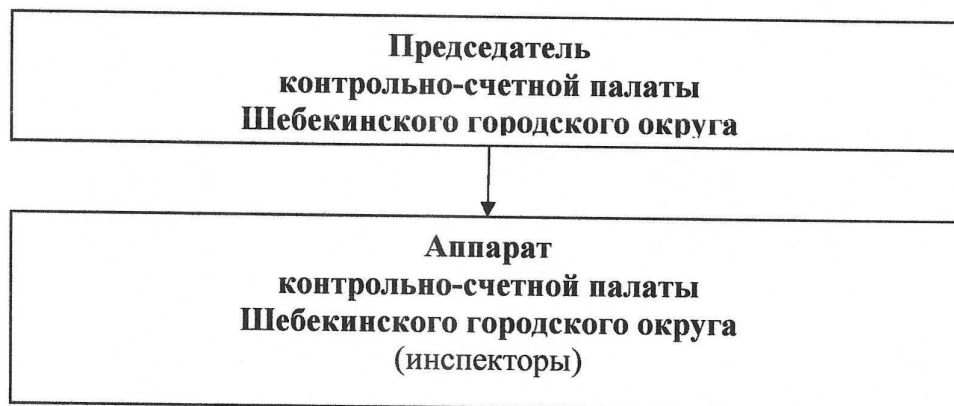 Председатель
контрольно-счетной палаты
Шебекинского городского округа
Аппарат
контрольно-счетной палаты
Шебекинского городского округа
(инспекторы)